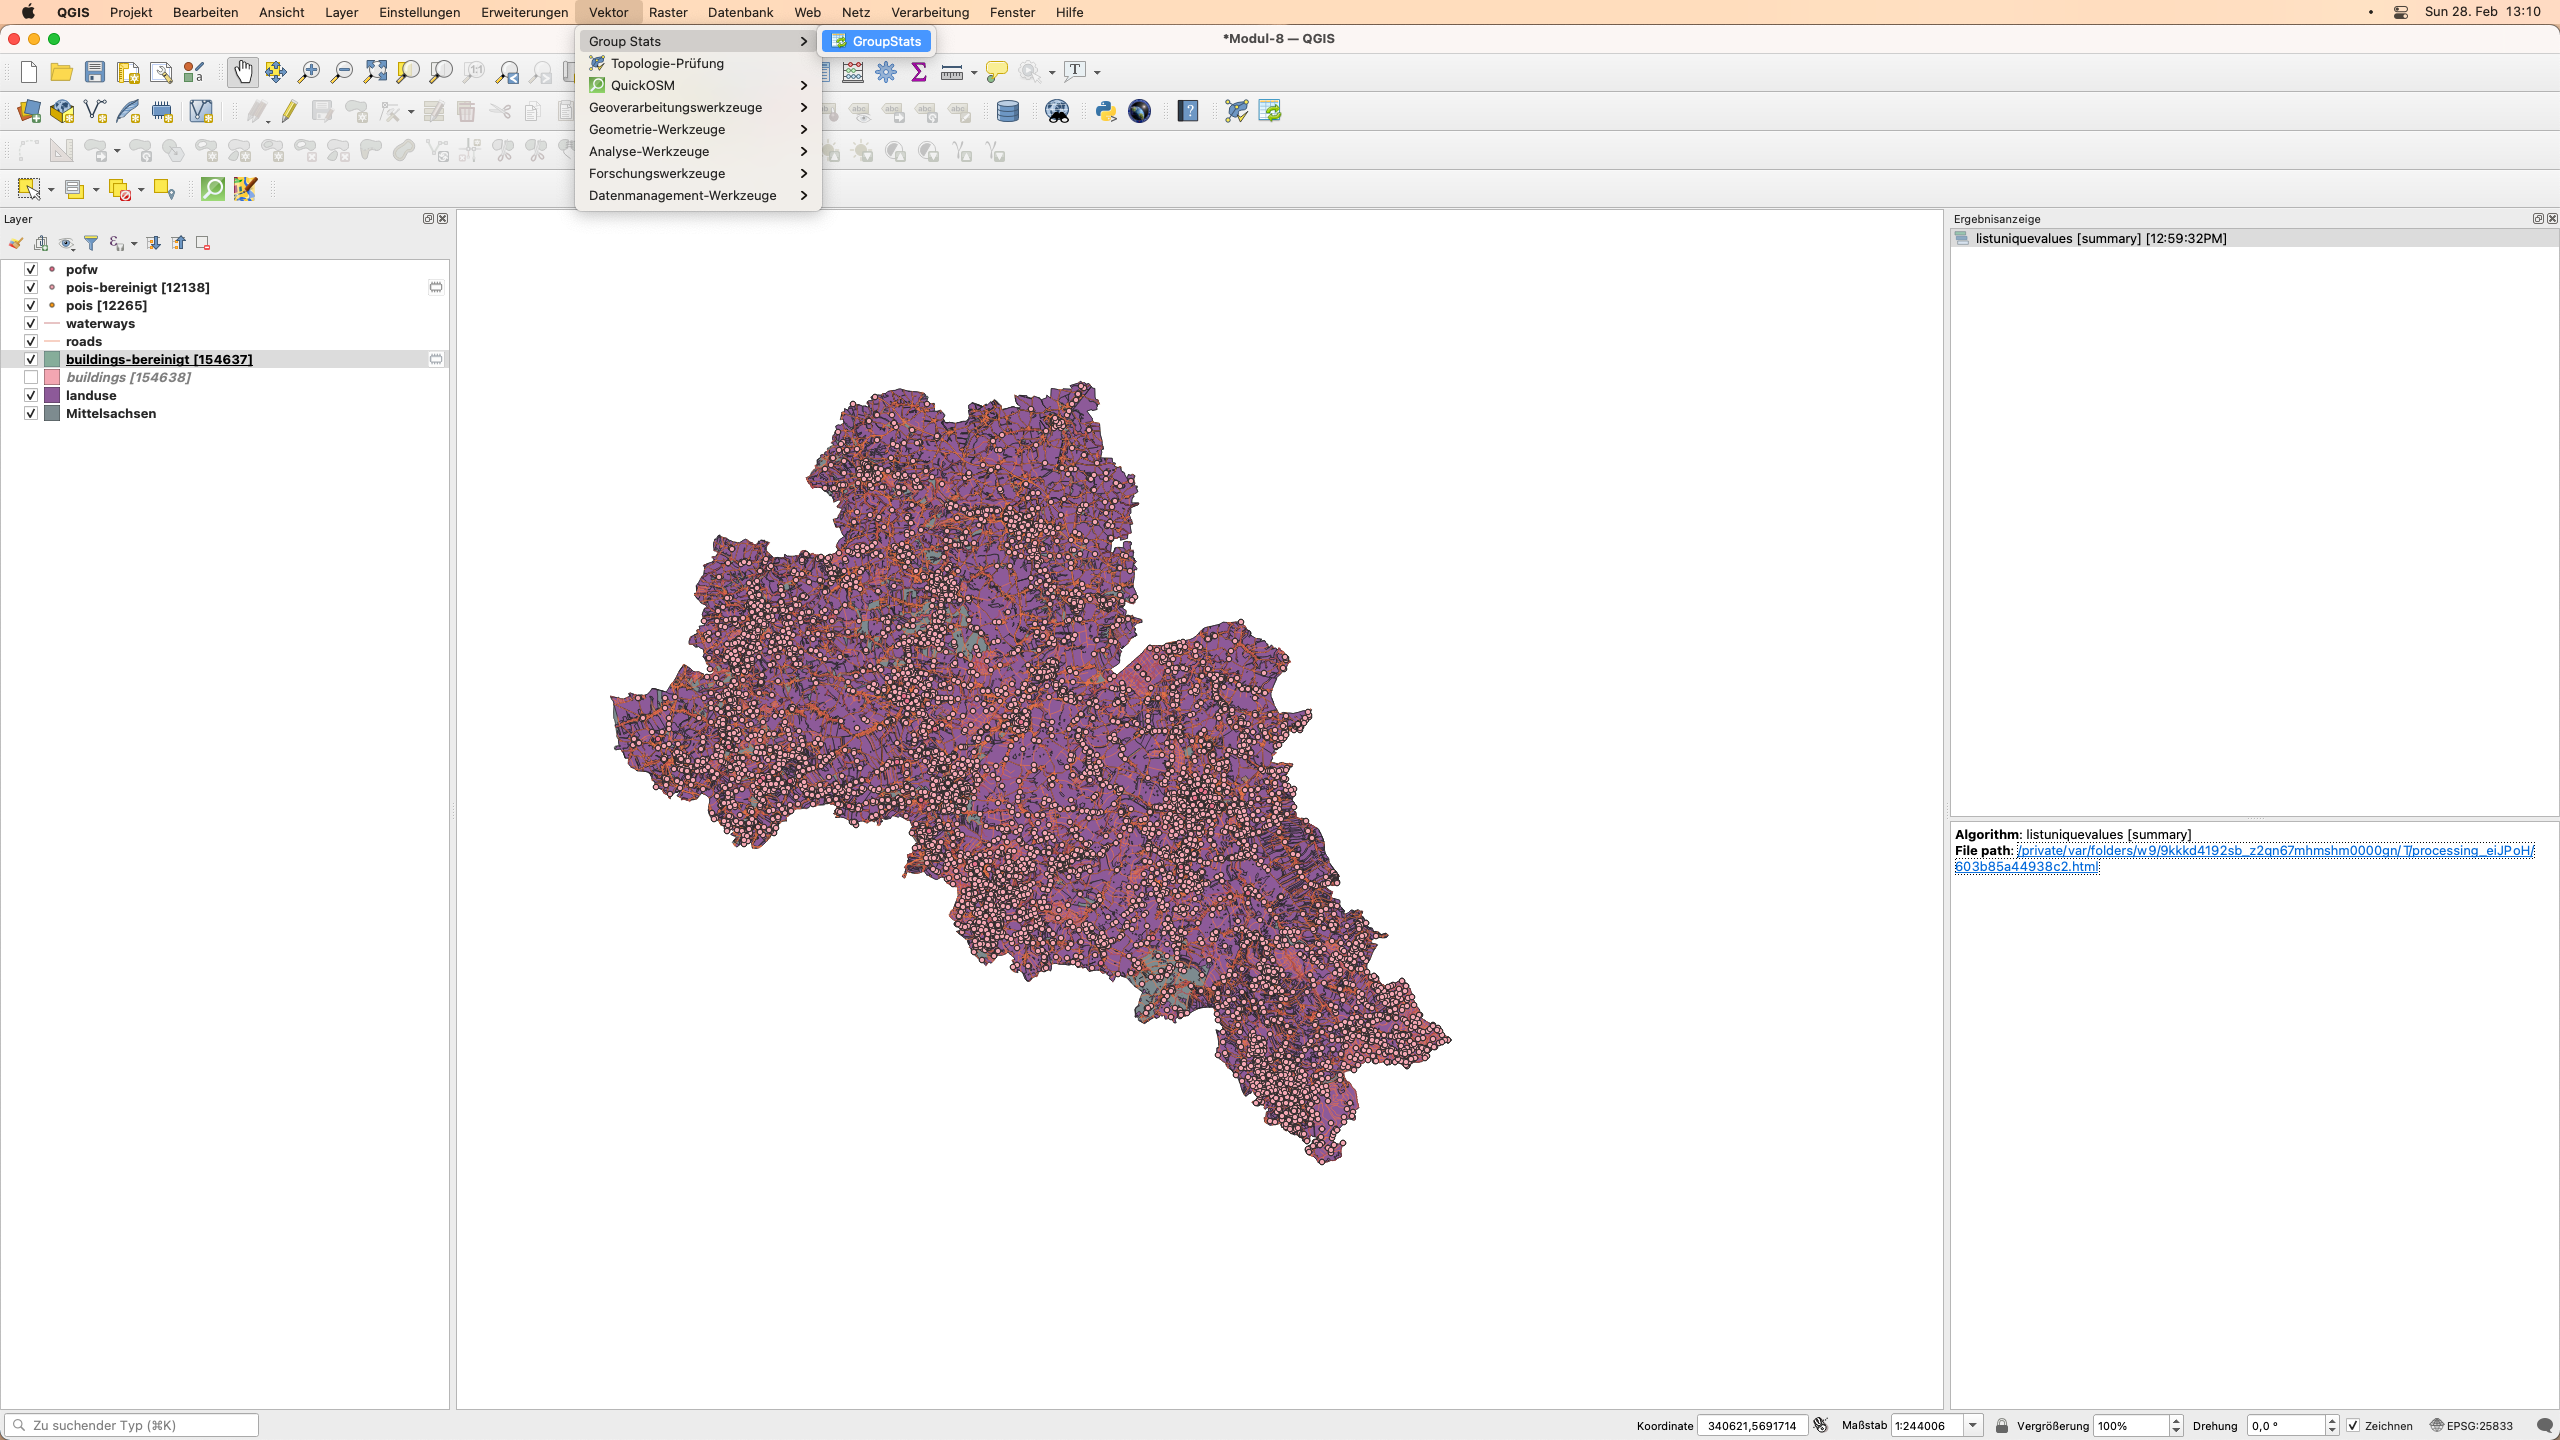 QGIS Projekt Bearbeiten Ansicht Layer Einstellungen Erweiterungen Vektor Raster Datenbank Web Netz Verarbeitung Fenster Hilfe Sun 28. Feb 13:10
*Modul-8 — QGIS
Group Stats
GroupStats
Topologie-Prüfung
QuickOSM
Geoverarbeitungswerkzeuge
Geometrie-Werkzeuge
Analyse-Werkzeuge
Forschungswerkzeuge
Datenmanagement-Werkzeuge
Layer
pofw
pois-bereinigt [12138]
pois [12265]
waterways
roads
buildings-bereinigt [154637]
buildings [154638]
landuse
Mittelsachsen
Ergebnisanzeige
listuniquevalues [summary] [12:59:32PM]
Algorithm: listuniquevalues [summary]
File path: /private/var/folders/w9/9kkkd4192sb_z2qn67mhmshm0000gn/T/processing_eiJPoH/
603b85a44938c2.html
Zu suchender Typ (⌘K)
Koordinate 340621,5691714 Maßstab 1:244006 Vergrößerung 100% Drehung 0,0 ° Zeichnen EPSG:25833